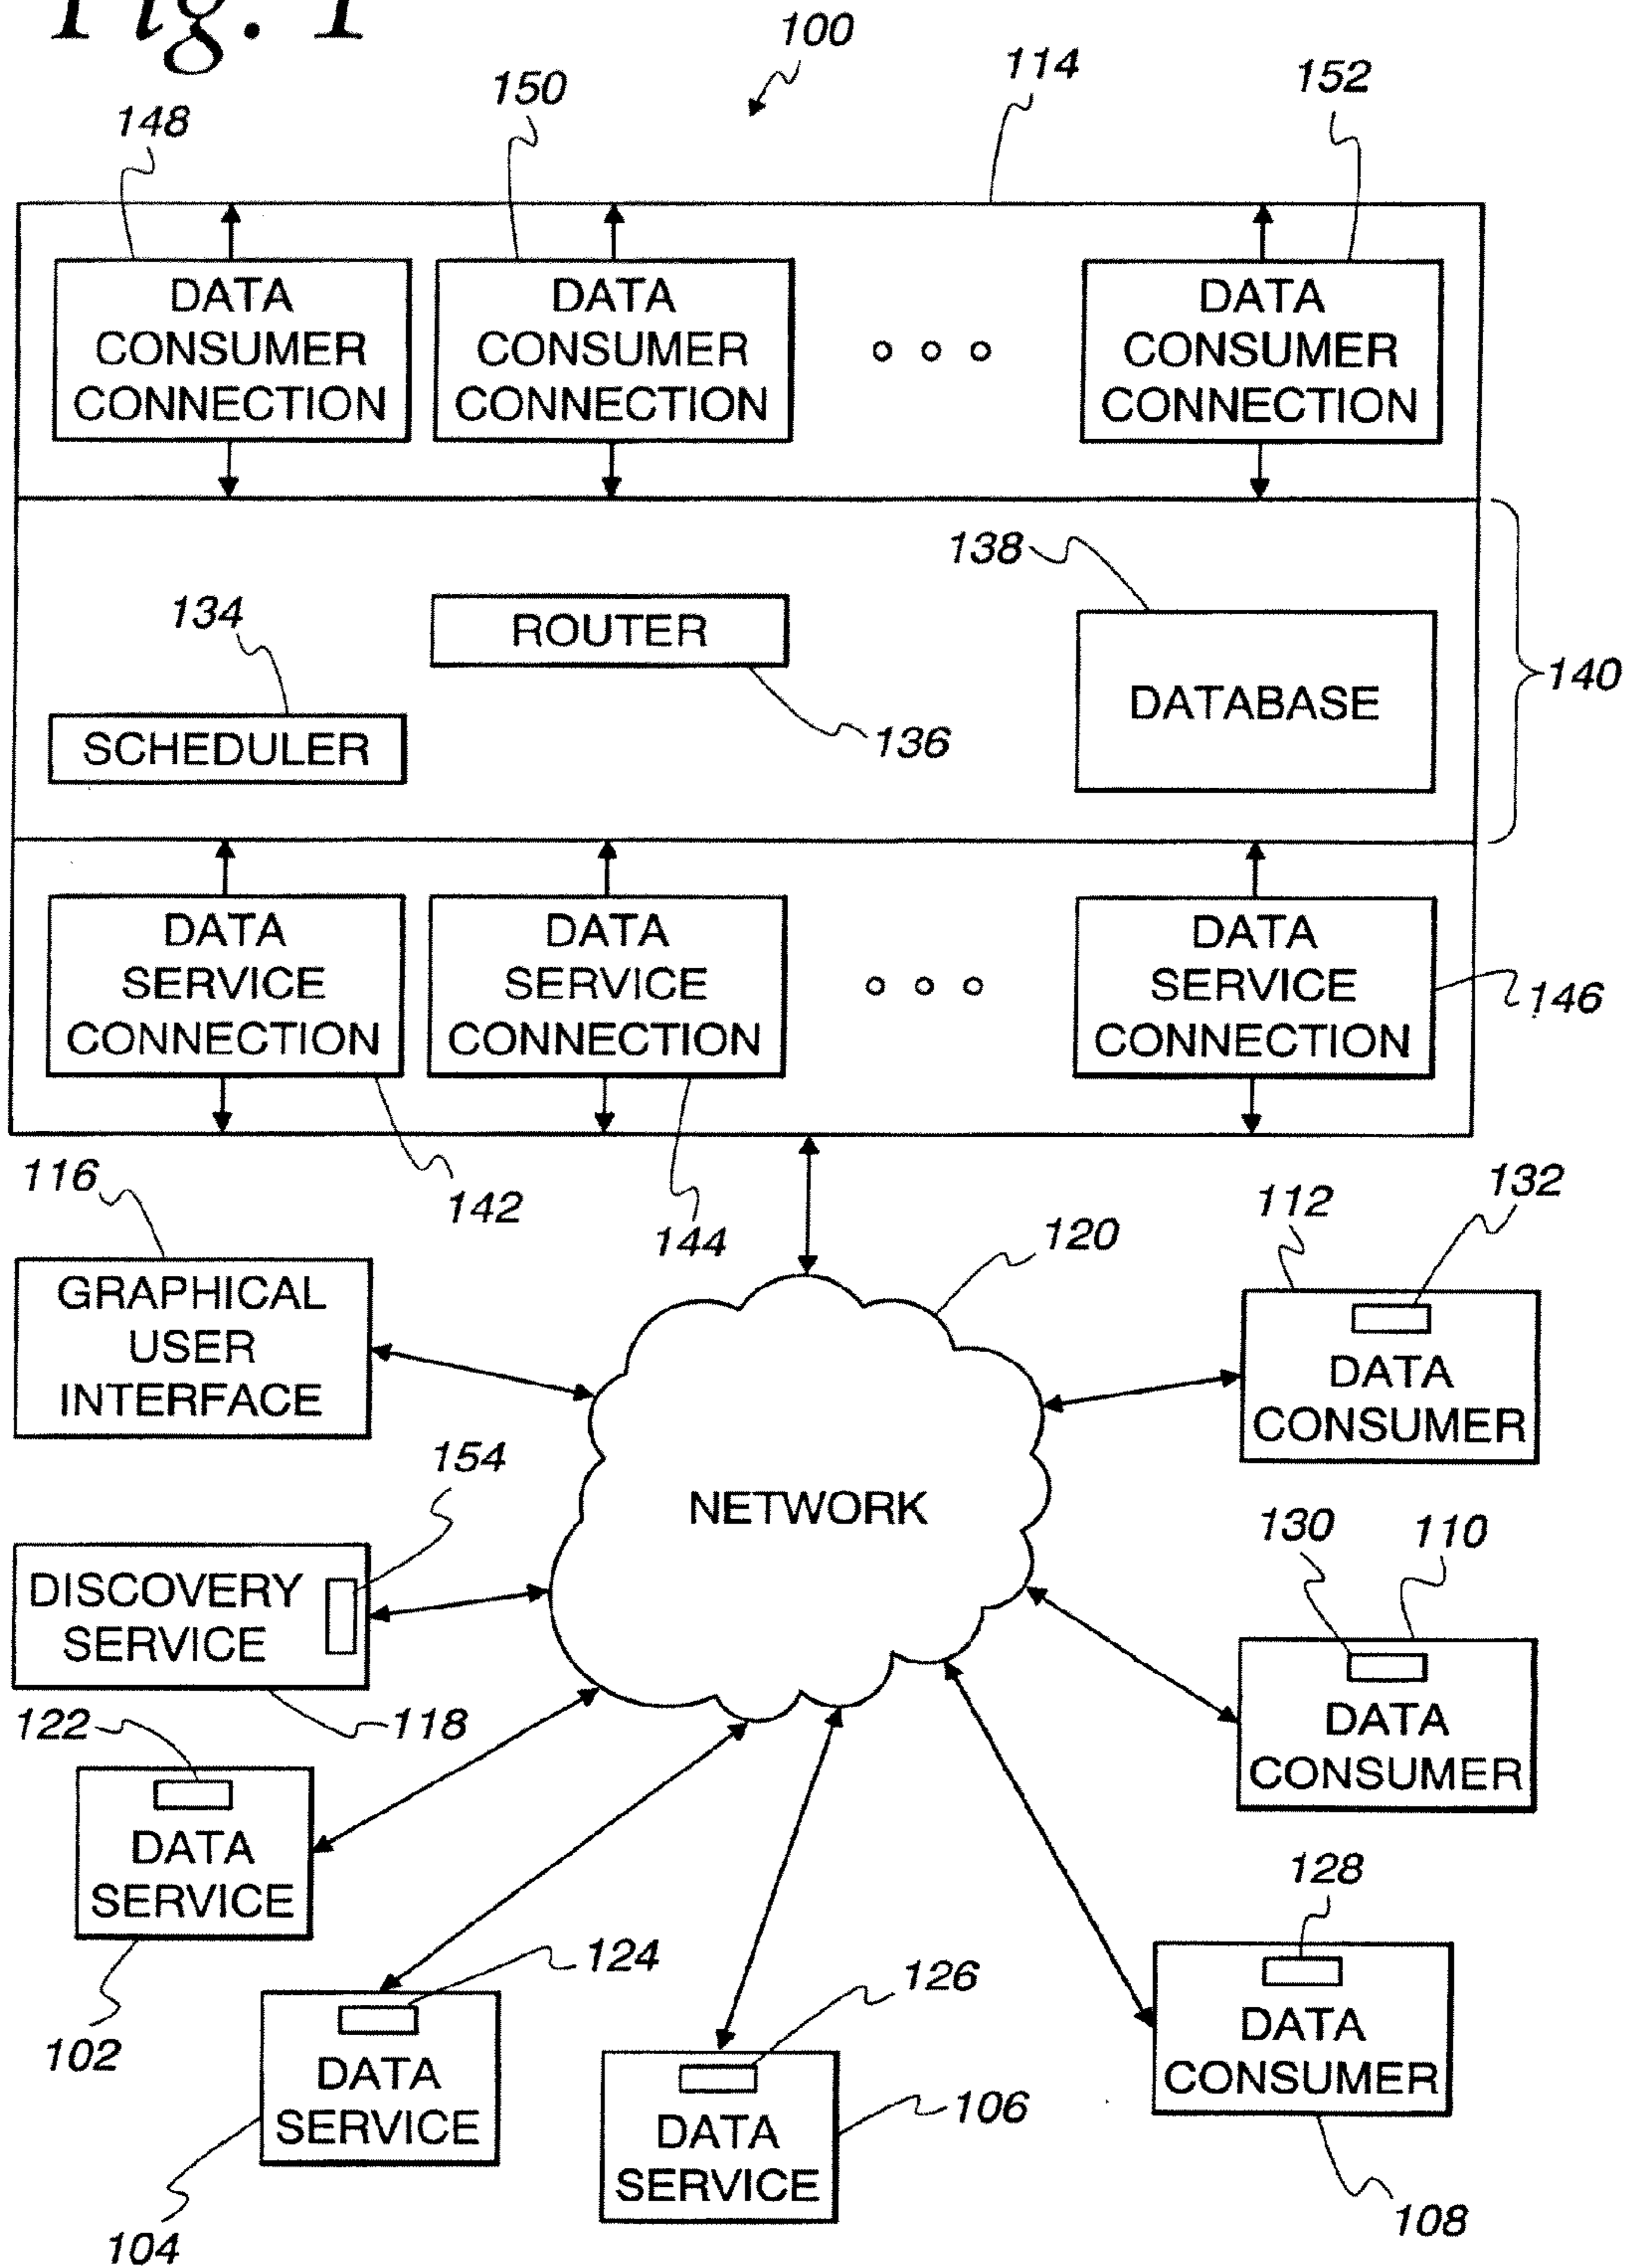 Fig. 1
100
148
150
114
152
DATA
CONSUMER
CONNECTION
DATA
CONSUMER
CONNECTION
DATA
CONSUMER
CONNECTION
138
134
ROUTER
DATABASE
140
SCHEDULER
136
DATA
SERVICE
CONNECTION
DATA
SERVICE
CONNECTION
DATA
SERVICE
CONNECTION
146
116
142
144
120
112
132
GRAPHICAL
USER
INTERFACE
DATA
CONSUMER
154
NETWORK
130
110
DISCOVERY
SERVICE
118
DATA
CONSUMER
122
DATA
SERVICE
102
124
126
128
DATA
CONSUMER
DATA
SERVICE
104
DATA
SERVICE
106
108